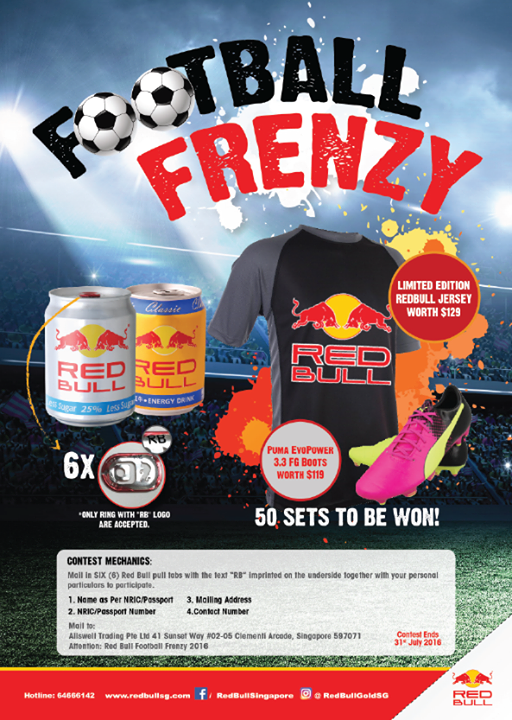 FOOTBALL
FRENZY
LIMITED EDITION
REDBULL JERSEY
WORTH $129
Classic
RED
BULL
RED
BULL
ENERGY DRINK
Sugar 25% Less
RED
BULL
RB
6X
PUMA EVOPOWER
3.3 FG BOOTS
WORTH $119
*ONLY RING WITH "RB" LOGO
ARE ACCEPTED.
50 SETS TO BE WON!
CONTEST MECHANICS:
Mail in SIX (6) Red Bull pull tabs with the text "RB" imprinted on the underside together with your personal
particulars to participate.
1. Name as Per NRIC/Passport 3. Mailing Address
2. NRIC/Passport Number 4.Contact Number
Mail to:
Allswell Trading Pte Ltd 41 Sunset Way #02-05 Clementi Arcade, Singapore 597071
Attention: Red Bull Football Frenzy 2016
Contest Ends
31st July 2016
Hotline: 64666142 www.redbullsg.com f / RedBullSingapore @ RedBullGoldSG
RED
BULL